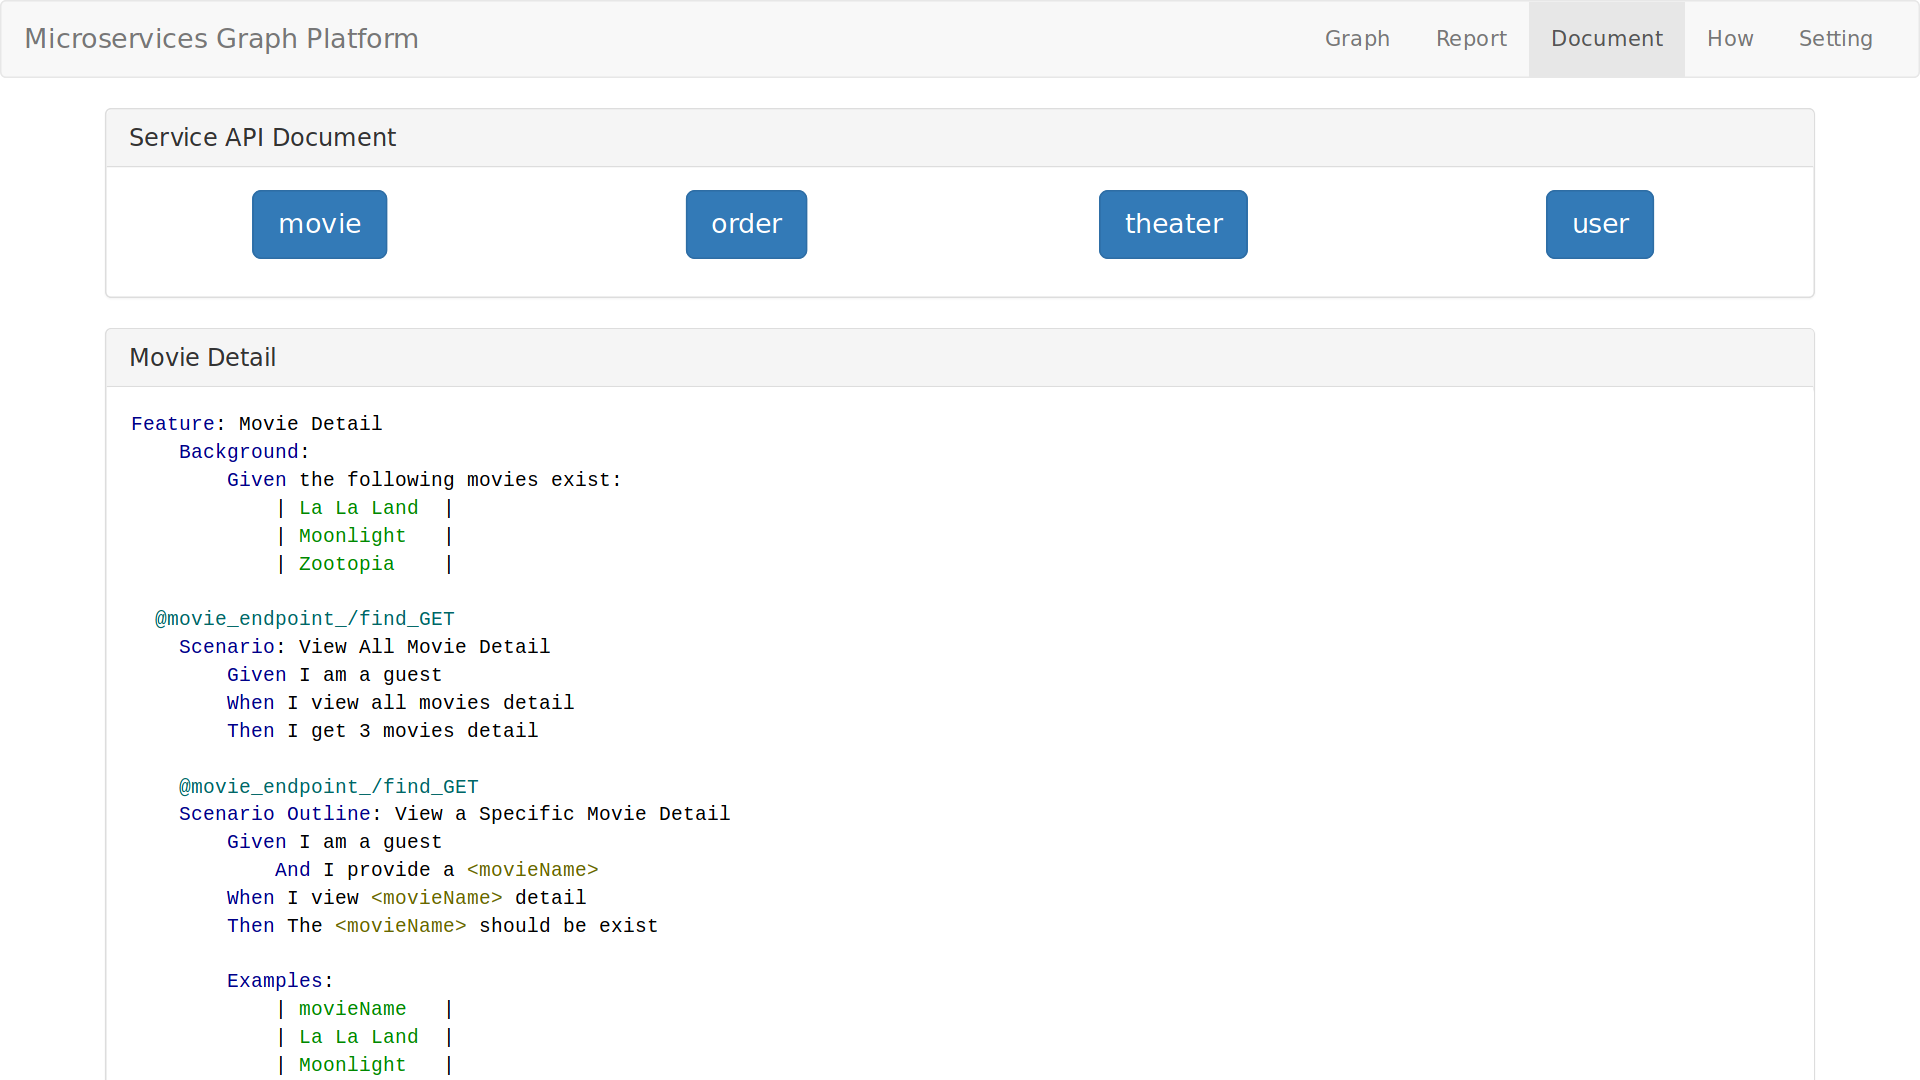 Microservices Graph Platform Graph Report Document How Setting
Service API Document
movie order theater user
Movie Detail
Feature: Movie Detail
Background:
Given the following movies exist:
| La La Land |
| Moonlight |
| Zootopia |
@movie_endpoint_/find_GET
Scenario: View All Movie Detail
Given I am a guest
When I view all movies detail
Then I get 3 movies detail
@movie_endpoint_/find_GET
Scenario Outline: View a Specific Movie Detail
Given I am a guest
And I provide a <movieName>
When I view <movieName> detail
Then The <movieName> should be exist
Examples:
| movieName |
| La La Land |
| Moonlight |